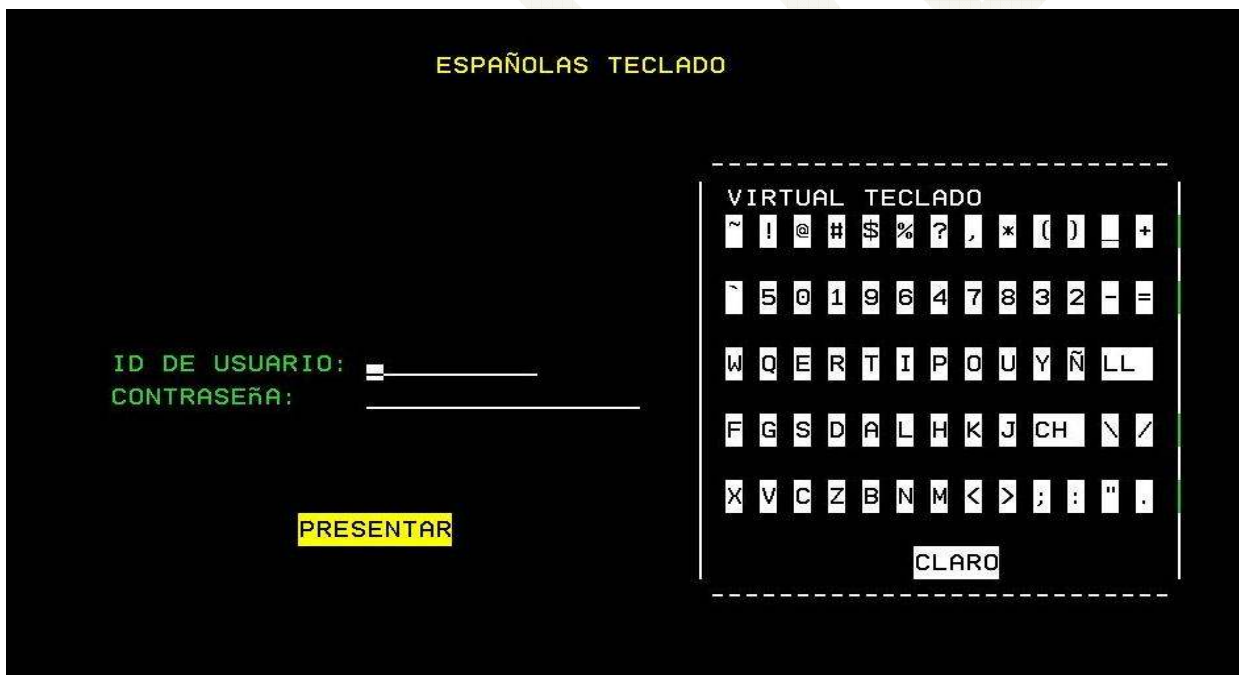 ESPAÑOLAS TECLADO
VIRTUAL TECLADO
~ ! @ # $ % ? , * ( ) _ +
` 5 0 1 9 6 4 7 8 3 2 - =
ID DE USUARIO:
W Q E R T I P O U Y Ñ LL
CONTRASEñA:
F G S D A L H K J CH \ /
X V C Z B N M < > ; : " .
PRESENTAR
CLARO